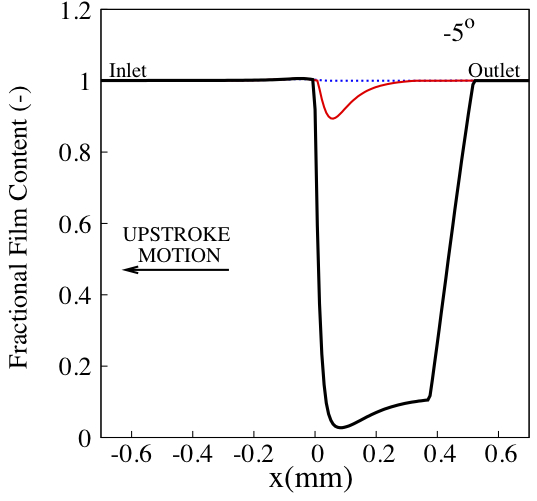 1.2
-5º
Inlet
Outlet
1
0.8
0.6
0.4
0.2
0
Fractional Film Content (-)
UPSTROKE
MOTION
-0.6 -0.4 -0.2 0 0.2 0.4 0.6
x(mm)